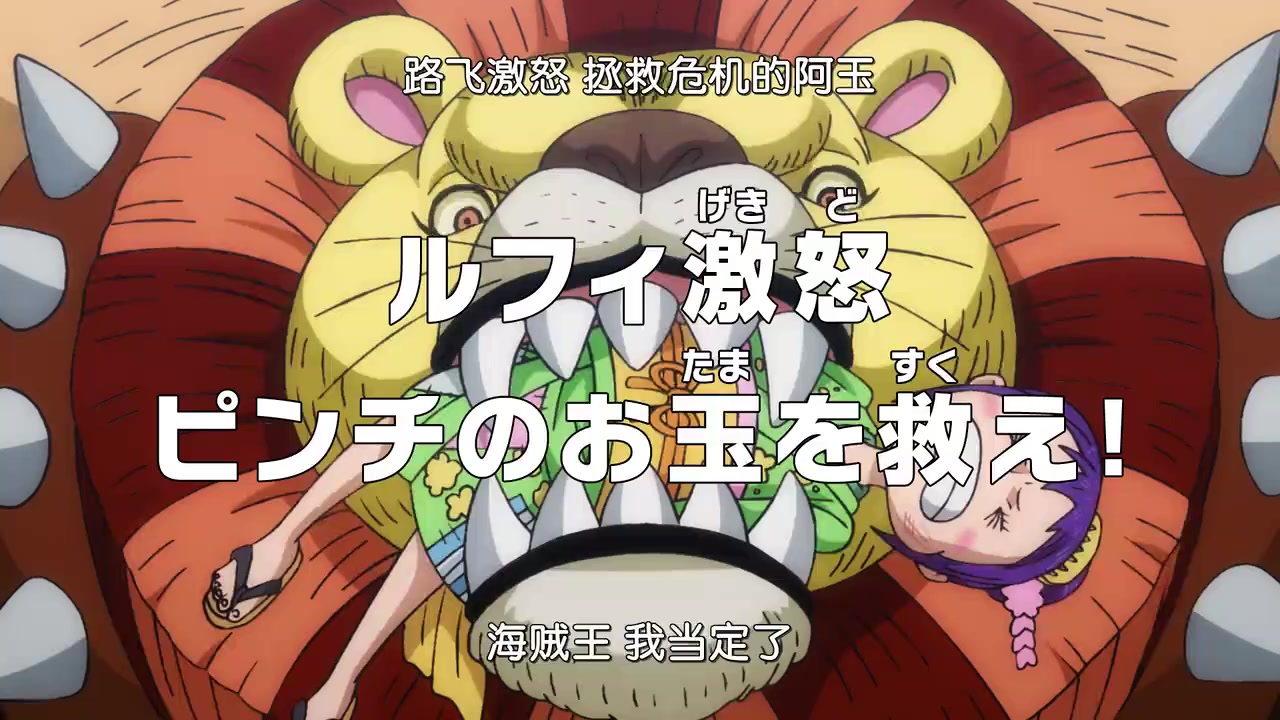 路飞激怒 拯救危机的阿玉
げき ど
ルフィ激怒
たま すく
ピンチのお玉を救え!
海贼王 我当定了